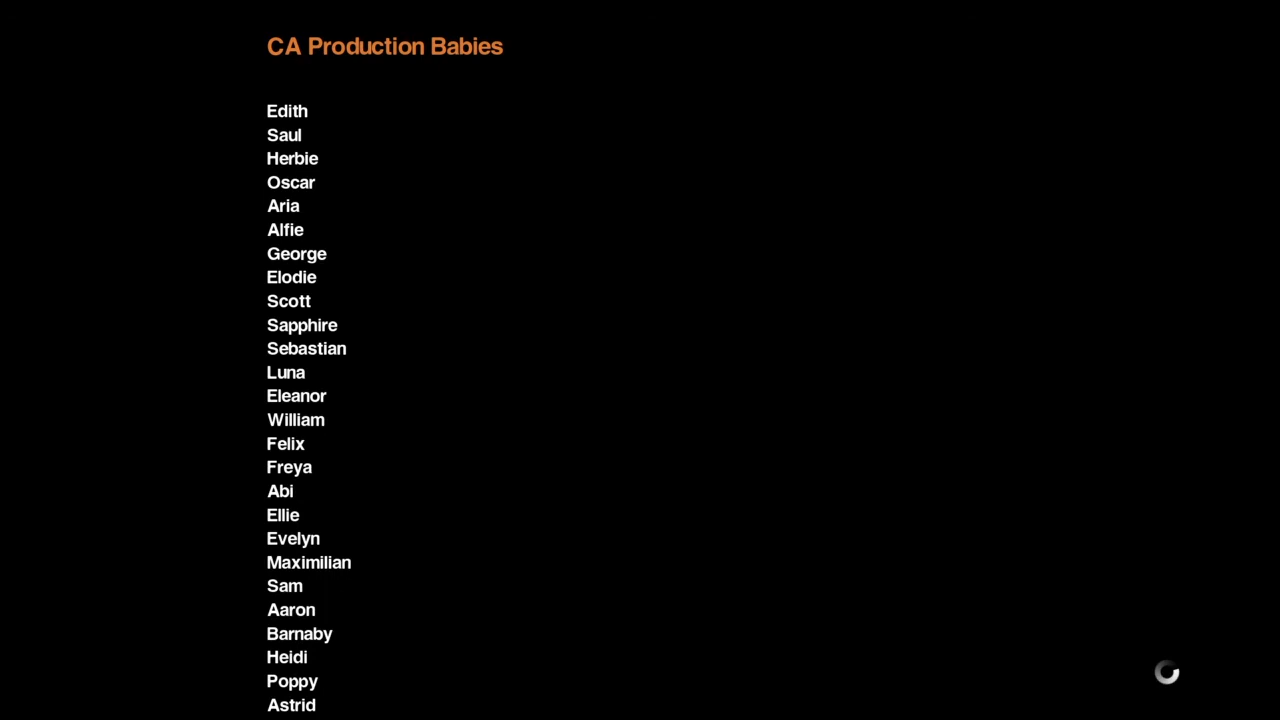 CA Production Babies
Edith
Saul
Herbie
Oscar
Aria
Alfie
George
Elodie
Scott
Sapphire
Sebastian
Luna
Eleanor
William
Felix
Freya
Abi
Ellie
Evelyn
Maximilian
Sam
Aaron
Barnaby
Heidi
Poppy
Astrid